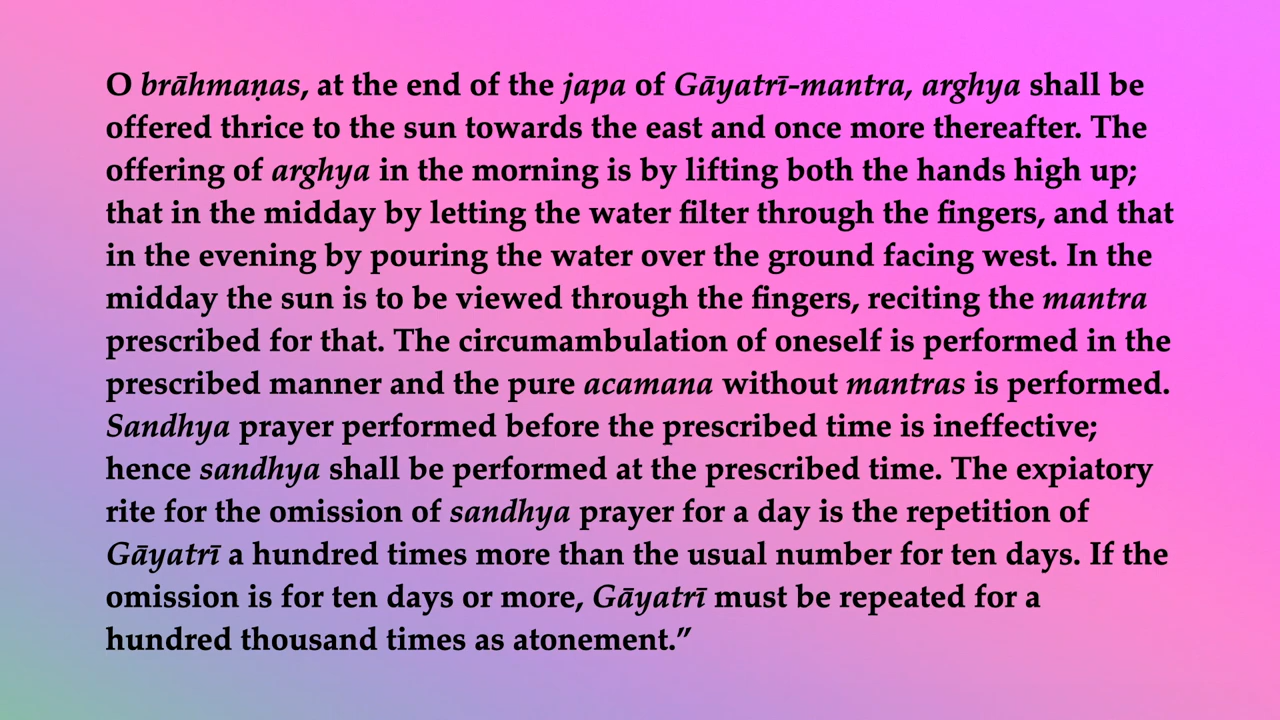 O brāhmaṇas, at the end of the japa of Gāyatrī-mantra, arghya shall be
offered thrice to the sun towards the east and once more thereafter. The
offering of arghya in the morning is by lifting both the hands high up;
that in the midday by letting the water filter through the fingers, and that
in the evening by pouring the water over the ground facing west. In the
midday the sun is to be viewed through the fingers, reciting the mantra
prescribed for that. The circumambulation of oneself is performed in the
prescribed manner and the pure acamana without mantras is performed.
Sandhya prayer performed before the prescribed time is ineffective;
hence sandhya shall be performed at the prescribed time. The expiatory
rite for the omission of sandhya prayer for a day is the repetition of
Gāyatrī a hundred times more than the usual number for ten days. If the
omission is for ten days or more, Gāyatrī must be repeated for a
hundred thousand times as atonement.”